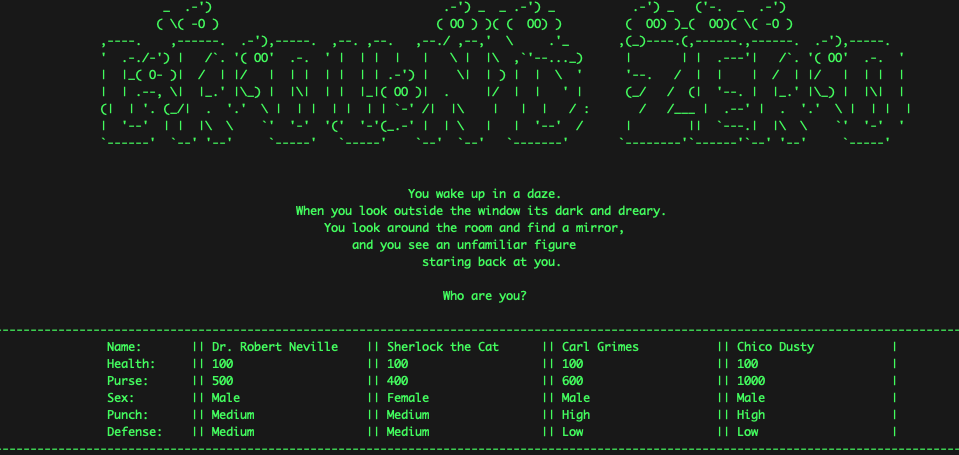 GROUND ZERO
You wake up in a daze.
When you look outside the window its dark and dreary.
You look around the room and find a mirror,
and you see an unfamiliar figure
staring back at you.
Who are you?
Name: || Dr. Robert Neville || Sherlock the Cat || Carl Grimes || Chico Dusty |
Health: || 100 || 100 || 100 || 100 |
Purse: || 500 || 400 || 600 || 1000 |
Sex: || Male || Female || Male || Male |
Punch: || Medium || Medium || High || High |
Defense: || Medium || Medium || Low || Low |